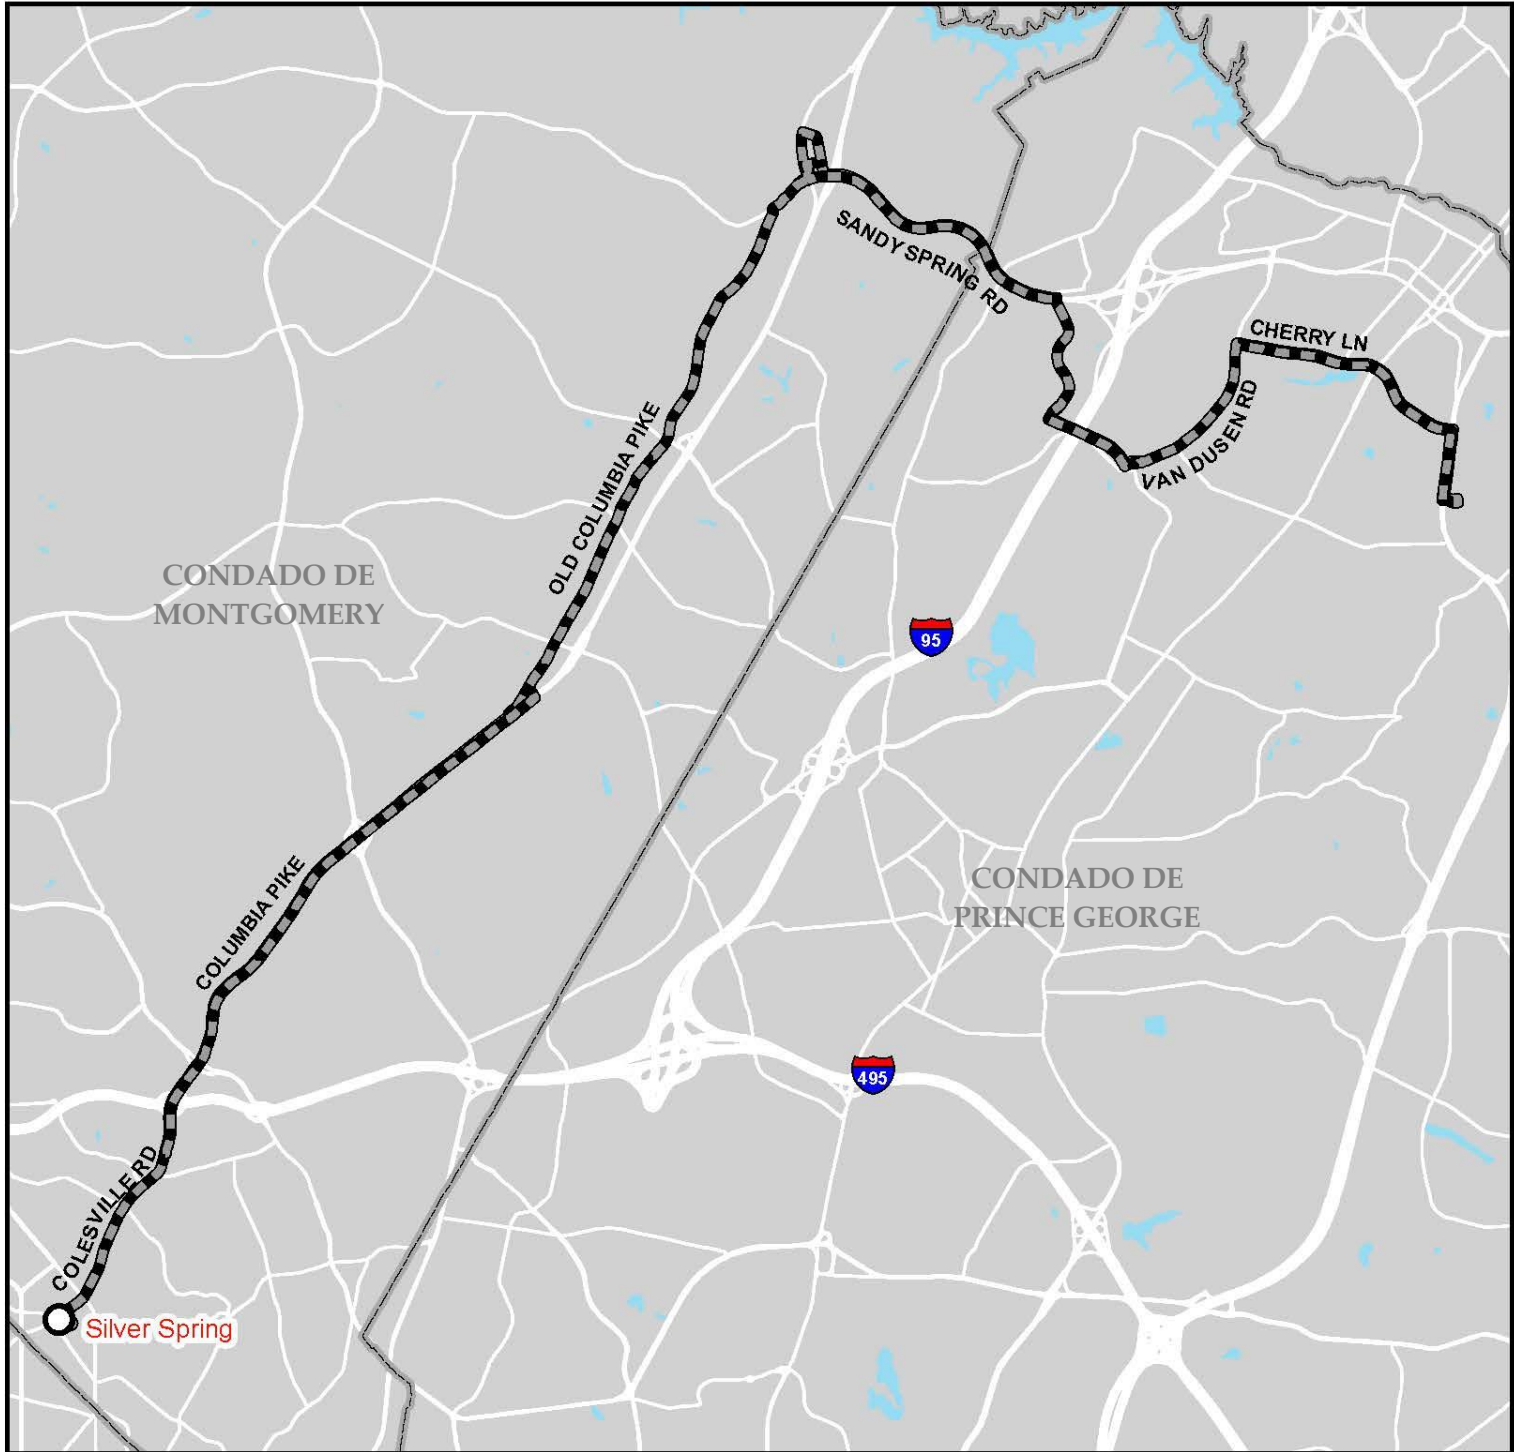 SANDY SPRING RD
CHERRY LN
VAN DUSEN RD
OLD COLUMBIA PIKE
CONDADO DE
MONTGOMERY
95
COLUMBIA PIKE
CONDADO DE
PRINCE GEORGE
495
COLESVILLE RD
Silver Spring